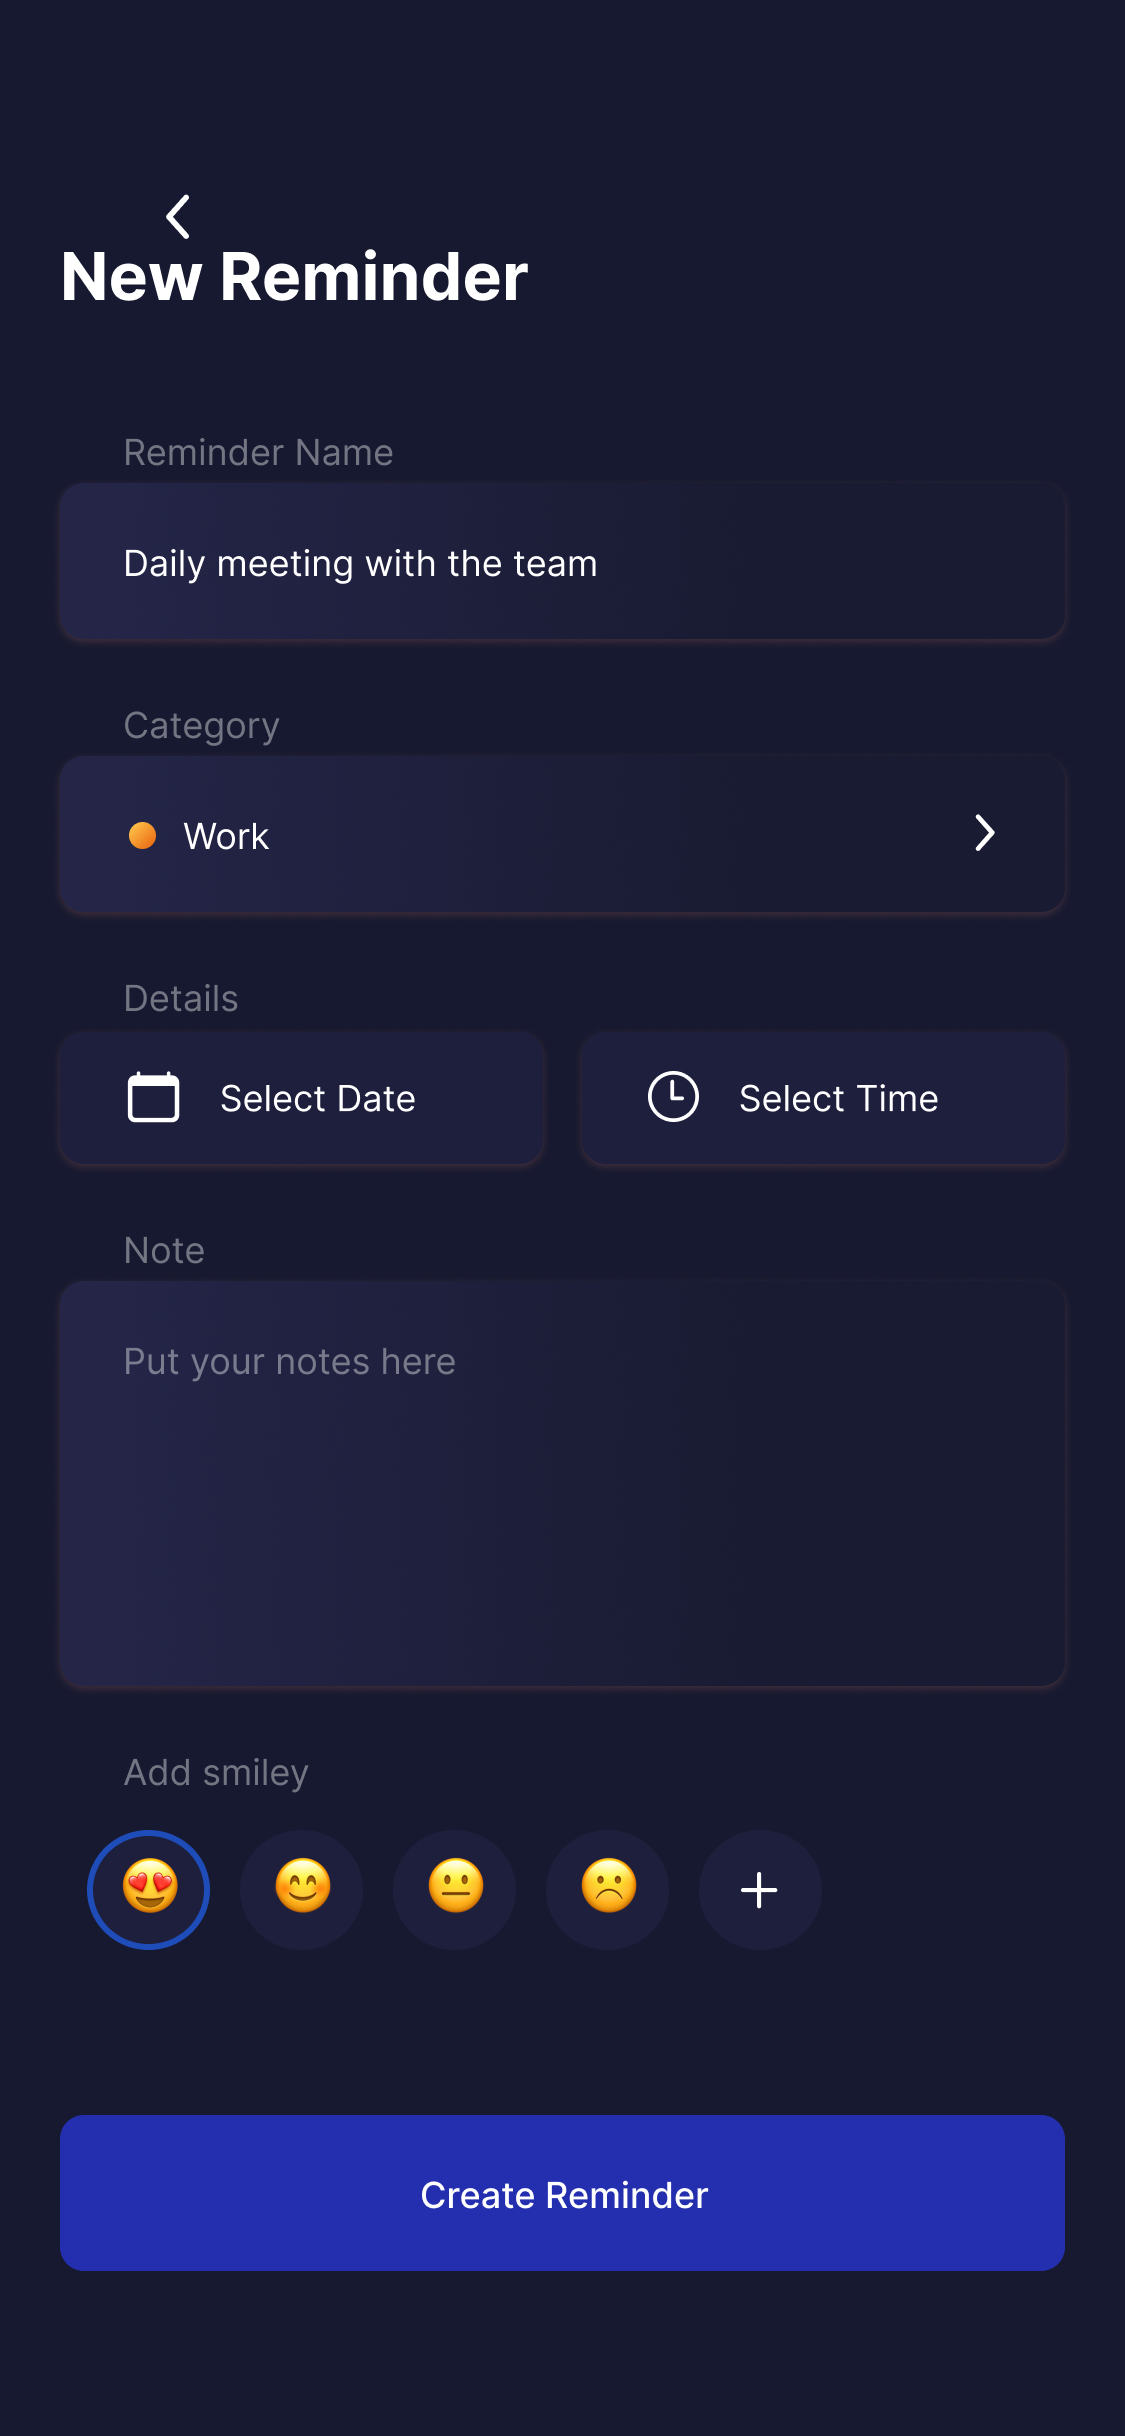 New Reminder
Reminder Name
Daily meeting with the team
Category
Work
Details
Select Date
Select Time
Note
Put your notes here
Add smiley
Create Reminder